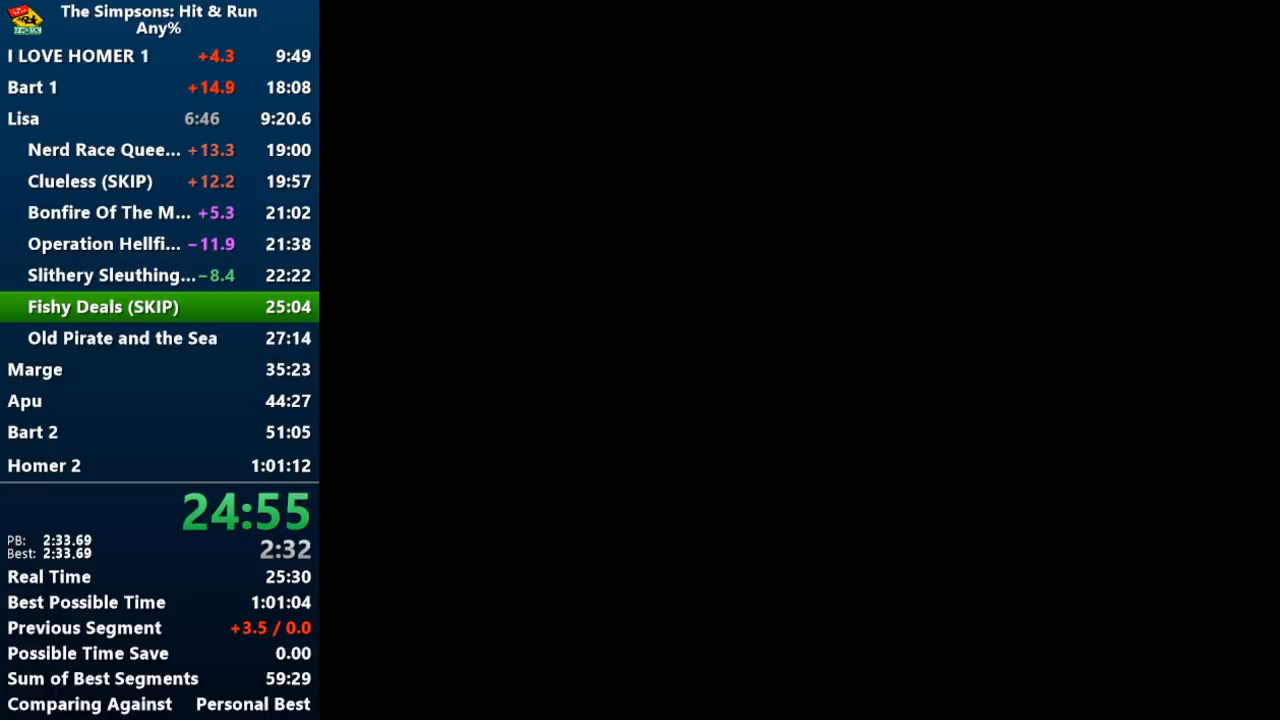 The Simpsons: Hit & Run
Any%
I LOVE HOMER 1 +4.3 9:49
Bart 1 +14.9 18:08
Lisa 6:46 9:20.6
Nerd Race Quee... +13.3 19:00
Clueless (SKIP) +12.2 19:57
Bonfire Of The M... +5.3 21:02
Operation Hellfi... −11.9 21:38
Slithery Sleuthing... −8.4 22:22
Fishy Deals (SKIP) 25:04
Old Pirate and the Sea 27:14
Marge 35:23
Apu 44:27
Bart 2 51:05
Homer 2 1:01:12
24:55
PB: 2:33.69
Best: 2:33.69
2:32
Real Time 25:30
Best Possible Time 1:01:04
Previous Segment +3.5 / 0.0
Possible Time Save 0.00
Sum of Best Segments 59:29
Comparing Against Personal Best